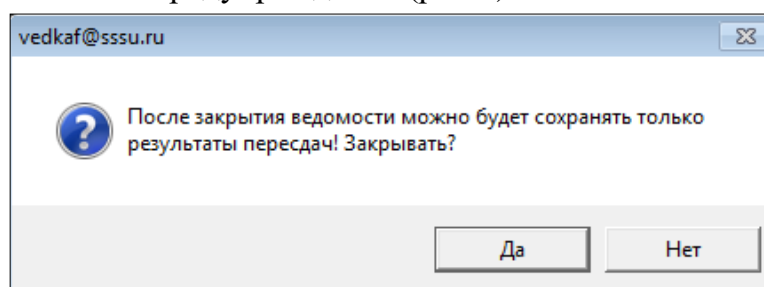 vedkaf@sssu.ru
После закрытия ведомости можно будет сохранять только
результаты пересдач! Закрывать?
Да Нет